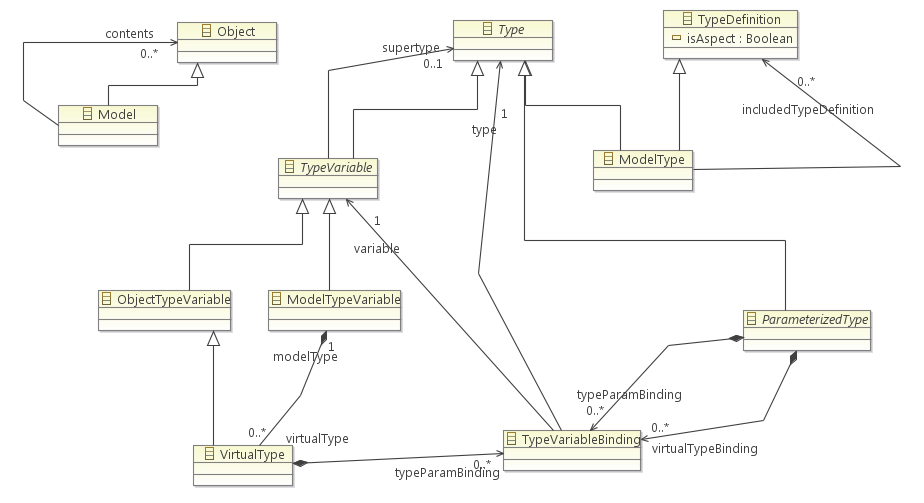 Object
Type
TypeDefinition
isAspect : Boolean
contents
0..*
supertype
0..1
0..*
includedTypeDefinition
Model
1
type
ModelType
TypeVariable
1
variable
ObjectTypeVariable
ModelTypeVariable
ParameterizedType
1
modelType
typeParamBinding
0..*
0..*
virtualType
0..*
virtualTypeBinding
TypeVariableBinding
VirtualType
0..*
typeParamBinding